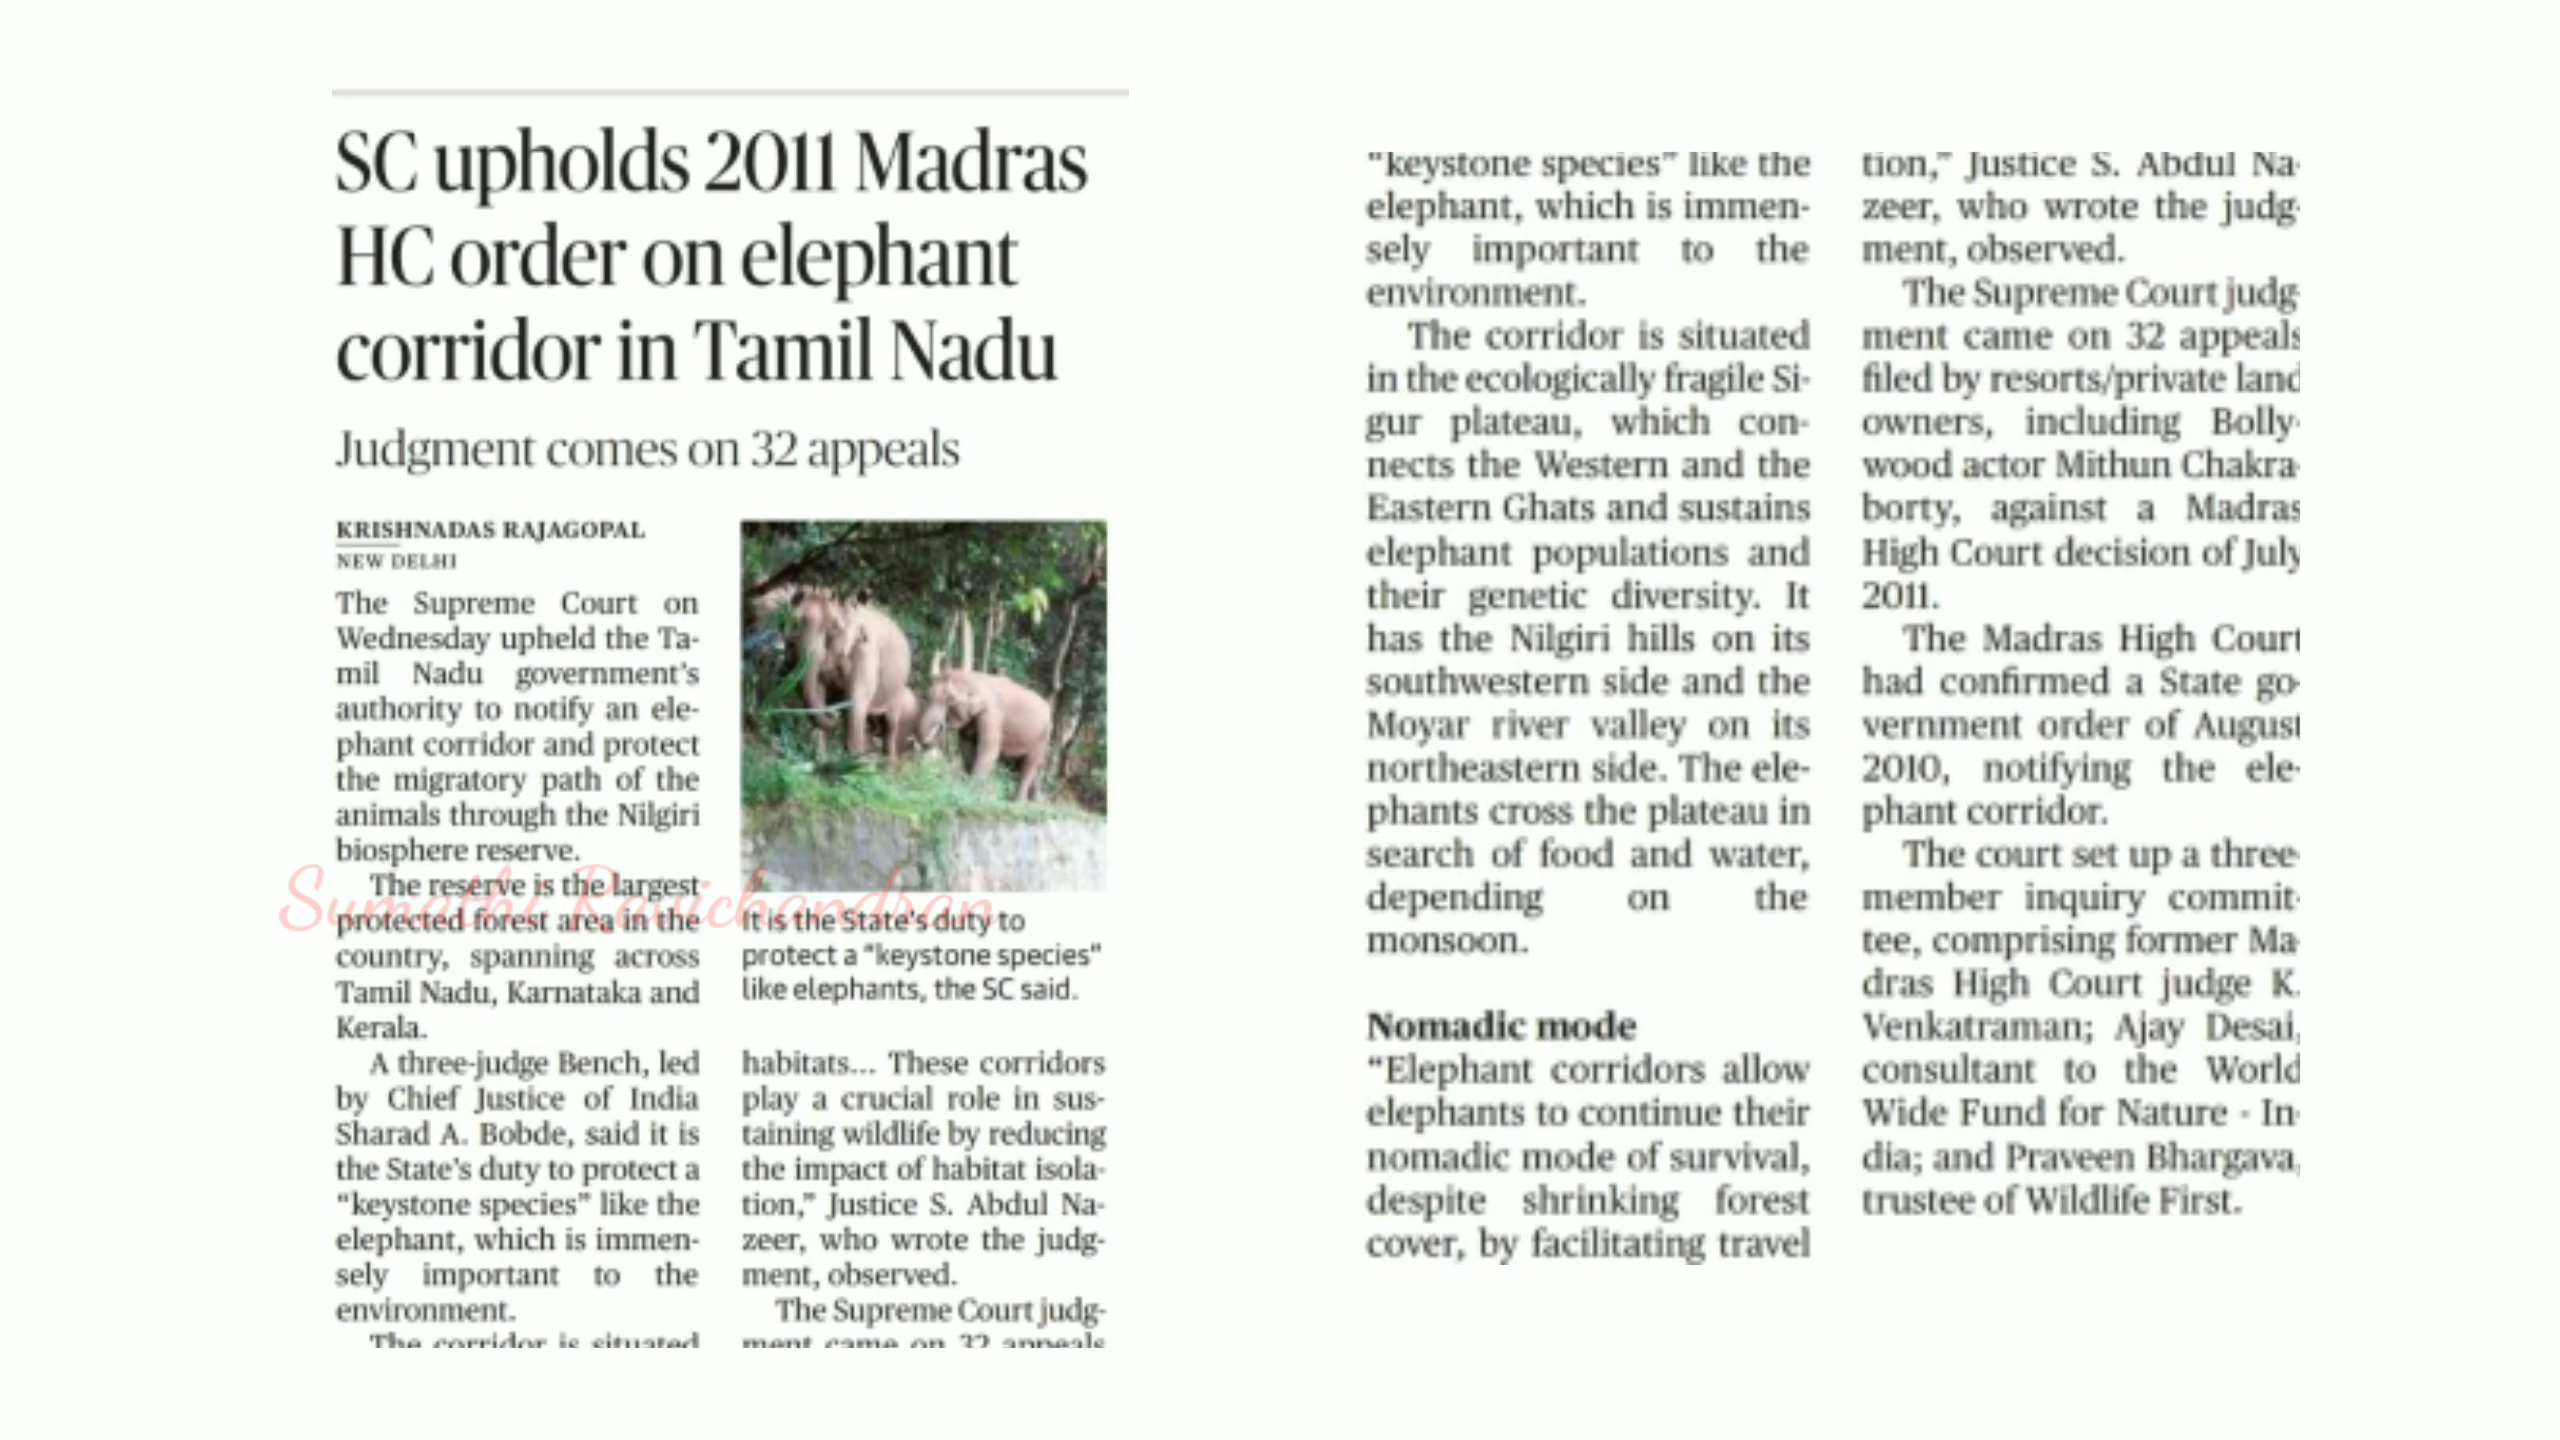 SC upholds 2011 Madras
HC order on elephant
corridor in Tamil Nadu
Judgment comes on 32 appeals
KRISHNADAS RAJAGOPAL
NEW DELHI
The Supreme Court on
Wednesday upheld the Ta-
mil Nadu government's
authority to notify an ele-
phant corridor and protect
the migratory path of the
animals through the Nilgiri
biosphere reserve.
The reserve is the largest
protected forest area in the
country, spanning across
Tamil Nadu, Karnataka and
Kerala.
A three-judge Bench, led
by Chief Justice of India
Sharad A. Bobde, said it is
the State's duty to protect a
"keystone species" like the
elephant, which is immen-
sely important to the
environment.
The corridor is situated
Sumathi Ravichandran
It is the State's duty to
protect a "keystone species"
like elephants, the SC said.
habitats... These corridors
play a crucial role in sus-
taining wildlife by reducing
the impact of habitat isola-
tion," Justice S. Abdul Na-
zeer, who wrote the judg-
ment, observed.
The Supreme Court judg-
ment came on 32 appeals
"keystone species" like the
elephant, which is immen-
sely important to the
environment.
The corridor is situated
in the ecologically fragile Si-
gur plateau, which con-
nects the Western and the
Eastern Ghats and sustains
elephant populations and
their genetic diversity. It
has the Nilgiri hills on its
southwestern side and the
Moyar river valley on its
northeastern side. The ele-
phants cross the plateau in
search of food and water,
depending on the
monsoon.
Nomadic mode
"Elephant corridors allow
elephants to continue their
nomadic mode of survival,
despite shrinking forest
cover, by facilitating travel
tion," Justice S. Abdul Na-
zeer, who wrote the judg-
ment, observed.
The Supreme Court judg-
ment came on 32 appeals
filed by resorts/private land
owners, including Bolly-
wood actor Mithun Chakra-
borty, against a Madras
High Court decision of July
2011.
The Madras High Court
had confirmed a State go-
vernment order of August
2010, notifying the ele-
phant corridor.
The court set up a three-
member inquiry commit-
tee, comprising former Ma-
dras High Court judge K.
Venkatraman; Ajay Desai,
consultant to the World
Wide Fund for Nature - In-
dia; and Praveen Bhargava,
trustee of Wildlife First.